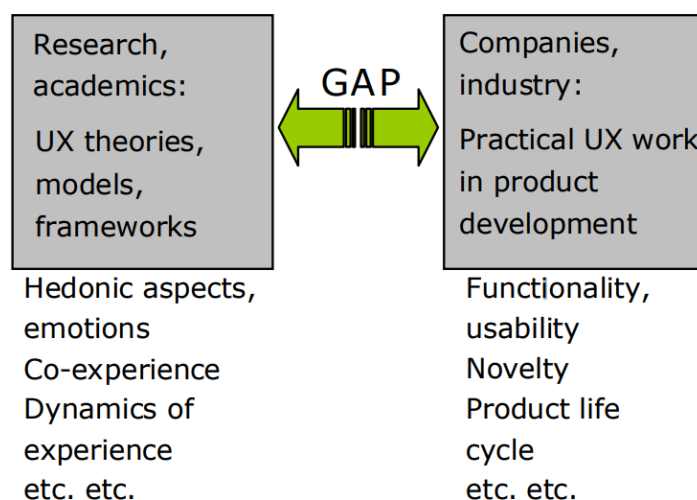 Research,
academics:
UX theories,
models,
frameworks
GAP
Companies,
industry:
Practical UX work
in product
development
Hedonic aspects,
emotions
Co-experience
Dynamics of
experience
etc. etc.
Functionality,
usability
Novelty
Product life
cycle
etc. etc.